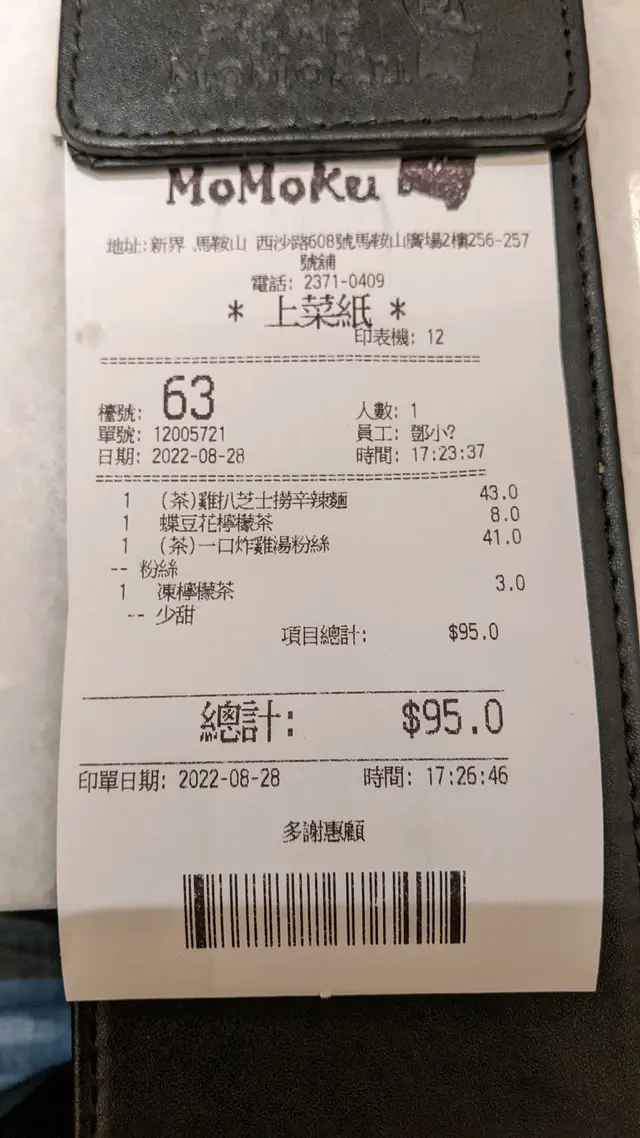 MoMoKu
MoMoKu
地址:新界 馬鞍山 西沙路608號馬鞍山廣場2樓256-257
號舖
電話: 2371-0409
* 上菜紙 *
印表機: 12
檯號: 63
人數: 1
單號: 12005721
員工: 鄧小?
日期: 2022-08-28
時間: 17:23:37
1 (茶)雞扒芝士撈辛辣麵 43.0
1 蝶豆花檸檬茶 8.0
1 (茶)一口炸雞湯粉絲 41.0
-- 粉絲
1 凍檸檬茶 3.0
-- 少甜
項目總計: $95.0
總計: $95.0
印單日期: 2022-08-28 時間: 17:26:46
多謝惠顧